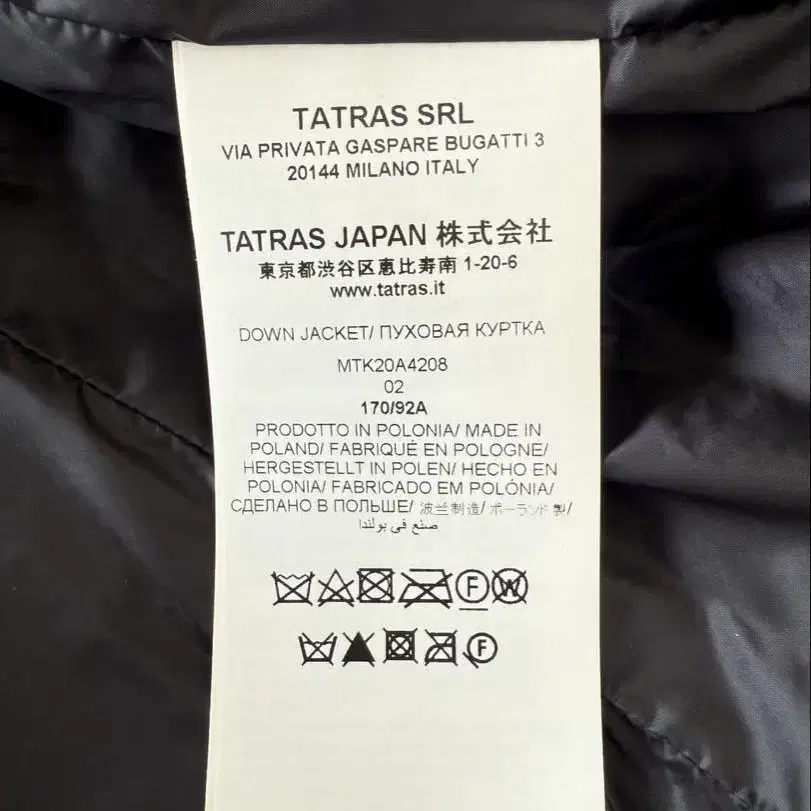 TATRAS SRL
VIA PRIVATA GASPARE BUGATTI 3
20144 MILANO ITALY
TATRAS JAPAN 株式会社
東京都渋谷区恵比寿南 1-20-6
www.tatras.it
DOWN JACKET/ ПУХОВАЯ КУРТКА
MTK20A4208
02
170/92A
PRODOTTO IN POLONIA/ MADE IN
POLAND/ FABRIQUÉ EN POLOGNE/
HERGESTELLT IN POLEN/ HECHO EN
POLONIA/ FABRICADO EM POLÓNIA/
СДЕЛАНО В ПОЛЬШЕ/ 波兰制造/ ポーランド製/
صنع في بولندا
F W
F